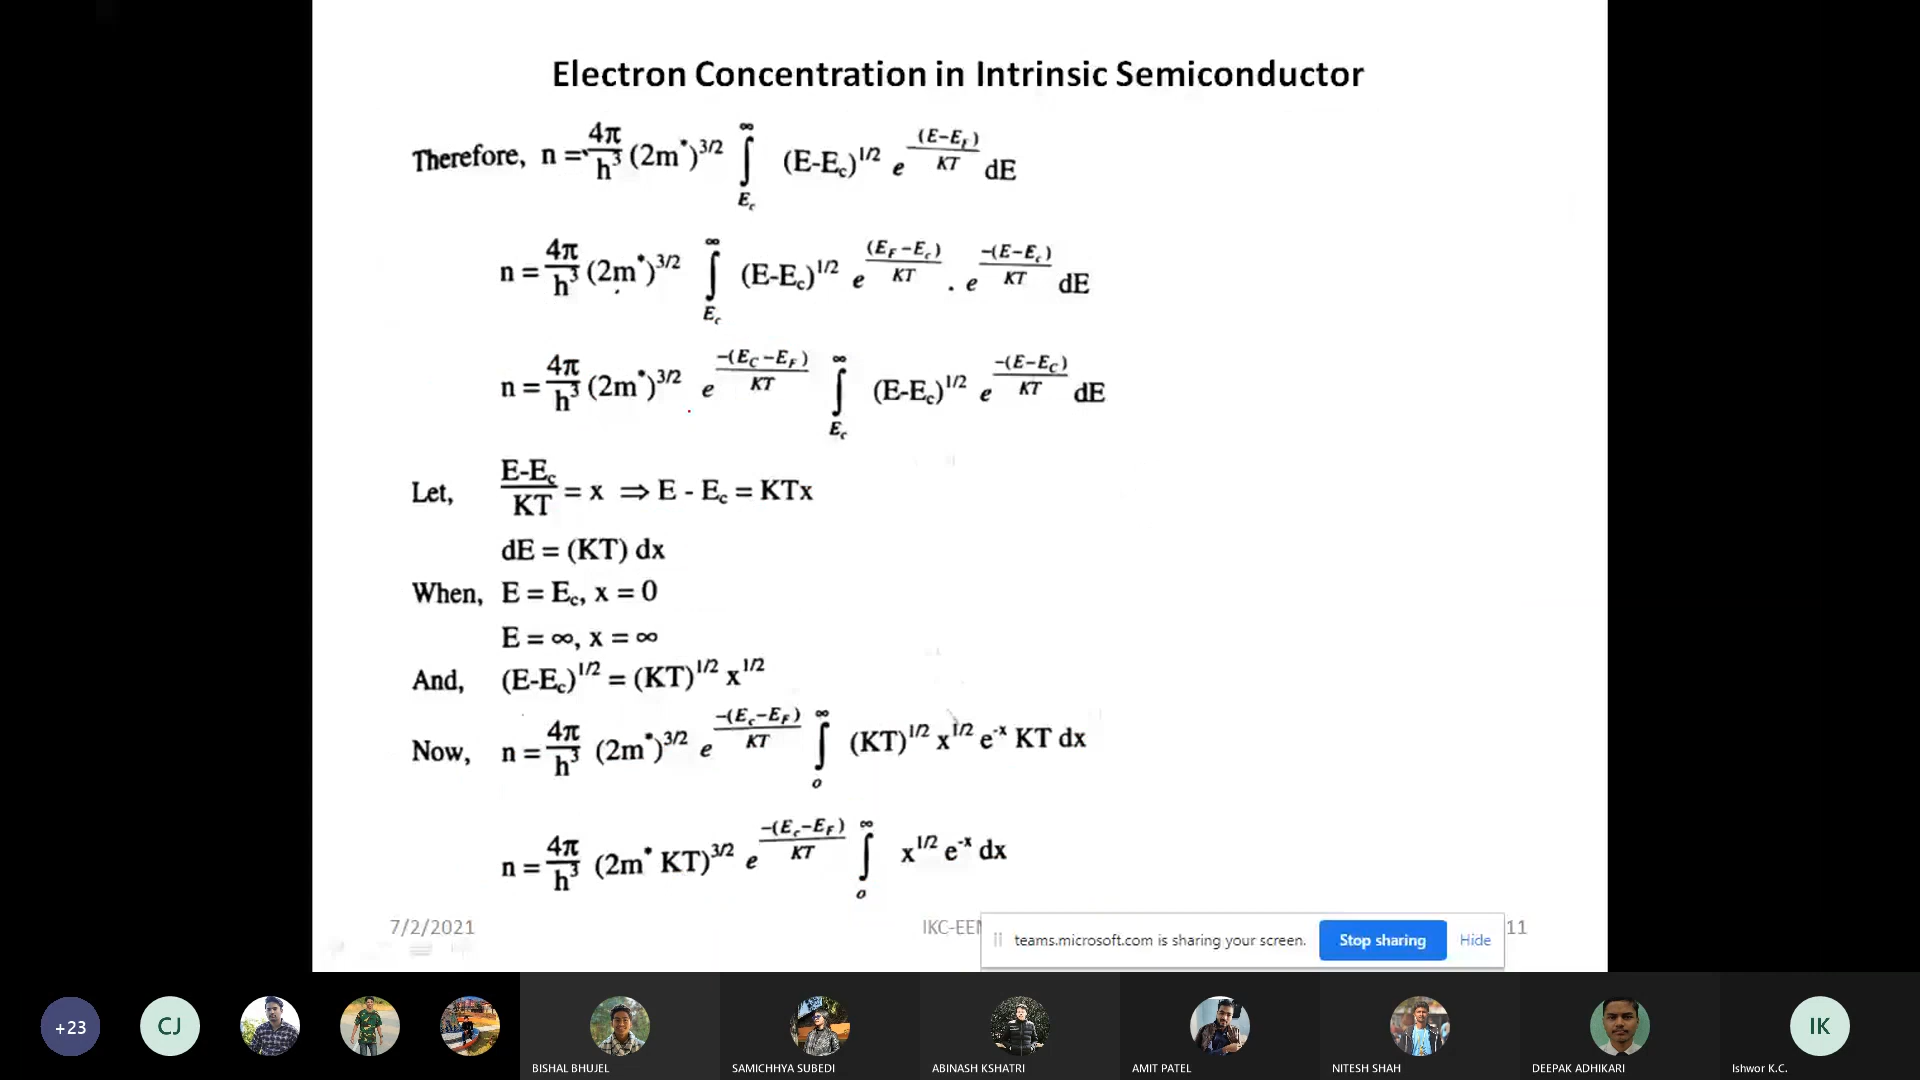 Electron Concentration in Intrinsic Semiconductor
Therefore, n = 4π/h³ (2m*)^3/2 ∫_{E_c}^{∞} (E-E_c)^1/2 e^{(E-E_F)/KT} dE
n = 4π/h³ (2m*)^3/2 ∫_{E_c}^{∞} (E-E_c)^1/2 e^{(E_F-E_c)/KT} . e^{-(E-E_c)/KT} dE
n = 4π/h³ (2m*)^3/2 e^{-(E_C-E_F)/KT} ∫_{E_c}^{∞} (E-E_c)^1/2 e^{-(E-E_C)/KT} dE
Let, E-E_c/KT = x ⇒ E - E_c = KTx
dE = (KT) dx
When, E = E_c, x = 0
E = ∞, x = ∞
And, (E-E_c)^1/2 = (KT)^1/2 x^1/2
Now, n = 4π/h³ (2m*)^3/2 e^{-(E_c-E_F)/KT} ∫_{o}^{∞} (KT)^1/2 x^1/2 e^-x KT dx
n = 4π/h³ (2m* KT)^3/2 e^{-(E_c-E_F)/KT} ∫_{o}^{∞} x^1/2 e^-x dx
7/2/2021 IKC-EEM 11
teams.microsoft.com is sharing your screen. Stop sharing Hide
+23 CJ IK
BISHAL BHUJEL SAMICHHYA SUBEDI ABINASH KSHATRI AMIT PATEL NITESH SHAH DEEPAK ADHIKARI Ishwor K.C.